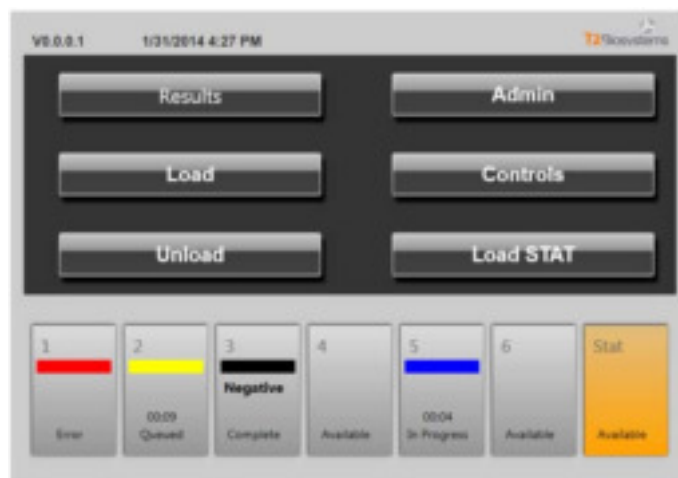 V0.0.0.1 1/31/2014 4:27 PM T2Biosystems
Results Admin
Load Controls
Unload Load STAT
1 2 3 4 5 6 Stat
Negative
00:09 00:04
Error Queued Complete Available In Progress Available Available